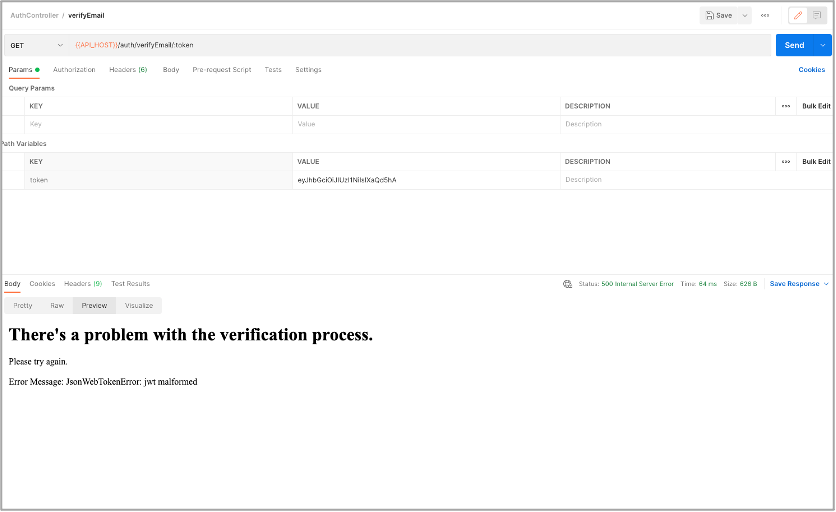 AuthController / verifyEmail
Save
GET {{API_HOST}}/auth/verifyEmail/:token
Send
Params Authorization Headers (6) Body Pre-request Script Tests Settings Cookies
Query Params
KEY VALUE DESCRIPTION Bulk Edit
Key Value Description
Path Variables
KEY VALUE DESCRIPTION Bulk Edit
token Description
Body Cookies Headers (9) Test Results Status: 500 Internal Server Error Time: 64 ms Size: 628 B Save Response
Pretty Raw Preview Visualize
There's a problem with the verification process.
Please try again.
Error Message: JsonWebTokenError: jwt malformed